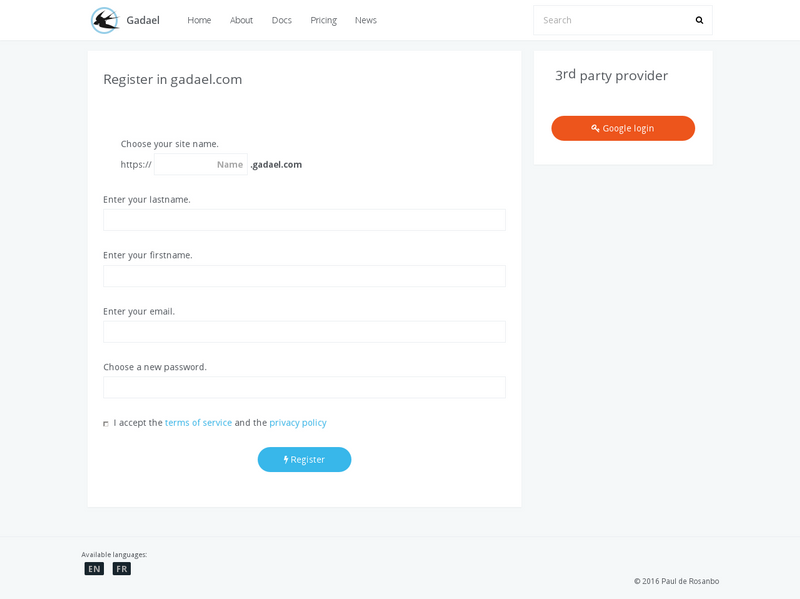 Gadael Home About Docs Pricing News Search
Register in gadael.com
3rd party provider
Google login
Choose your site name.
https:// Name .gadael.com
Enter your lastname.
Enter your firstname.
Enter your email.
Choose a new password.
I accept the terms of service and the privacy policy
Register
Available languages:
EN FR
© 2016 Paul de Rosanbo